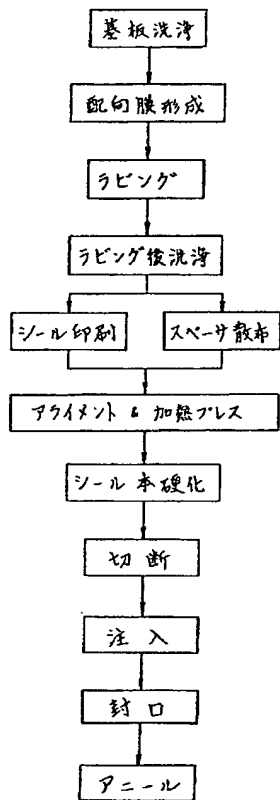 基板洗浄
配向膜形成
ラビング
ラビング後洗浄
シール印刷
スペーサ散布
アライメント & 加熱プレス
シール本硬化
切断
注入
封口
アニール